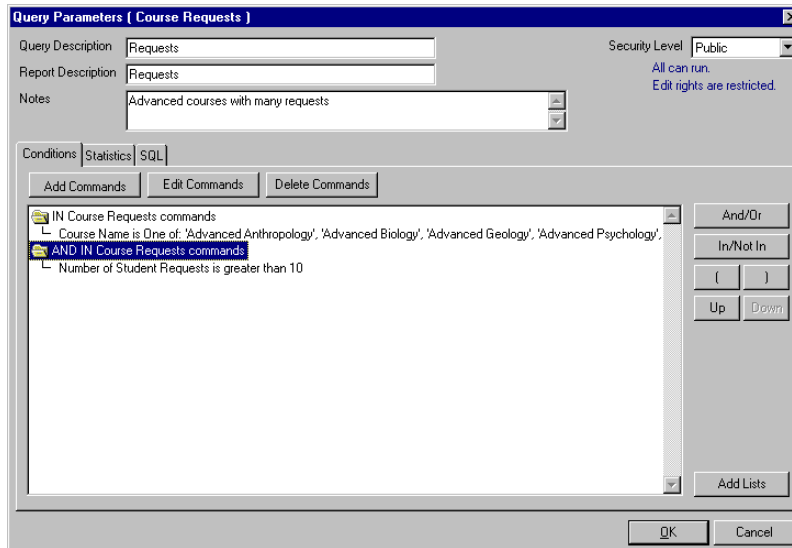 Query Parameters ( Course Requests )
Query Description Requests Security Level Public
Report Description Requests All can run.
Edit rights are restricted.
Notes Advanced courses with many requests
Conditions Statistics SQL
Add Commands Edit Commands Delete Commands
IN Course Requests commands And/Or
Course Name is One of: 'Advanced Anthropology', 'Advanced Biology', 'Advanced Geology', 'Advanced Psychology',
AND IN Course Requests commands In/Not In
Number of Student Requests is greater than 10 ( )
Up Down
Add Lists
OK Cancel